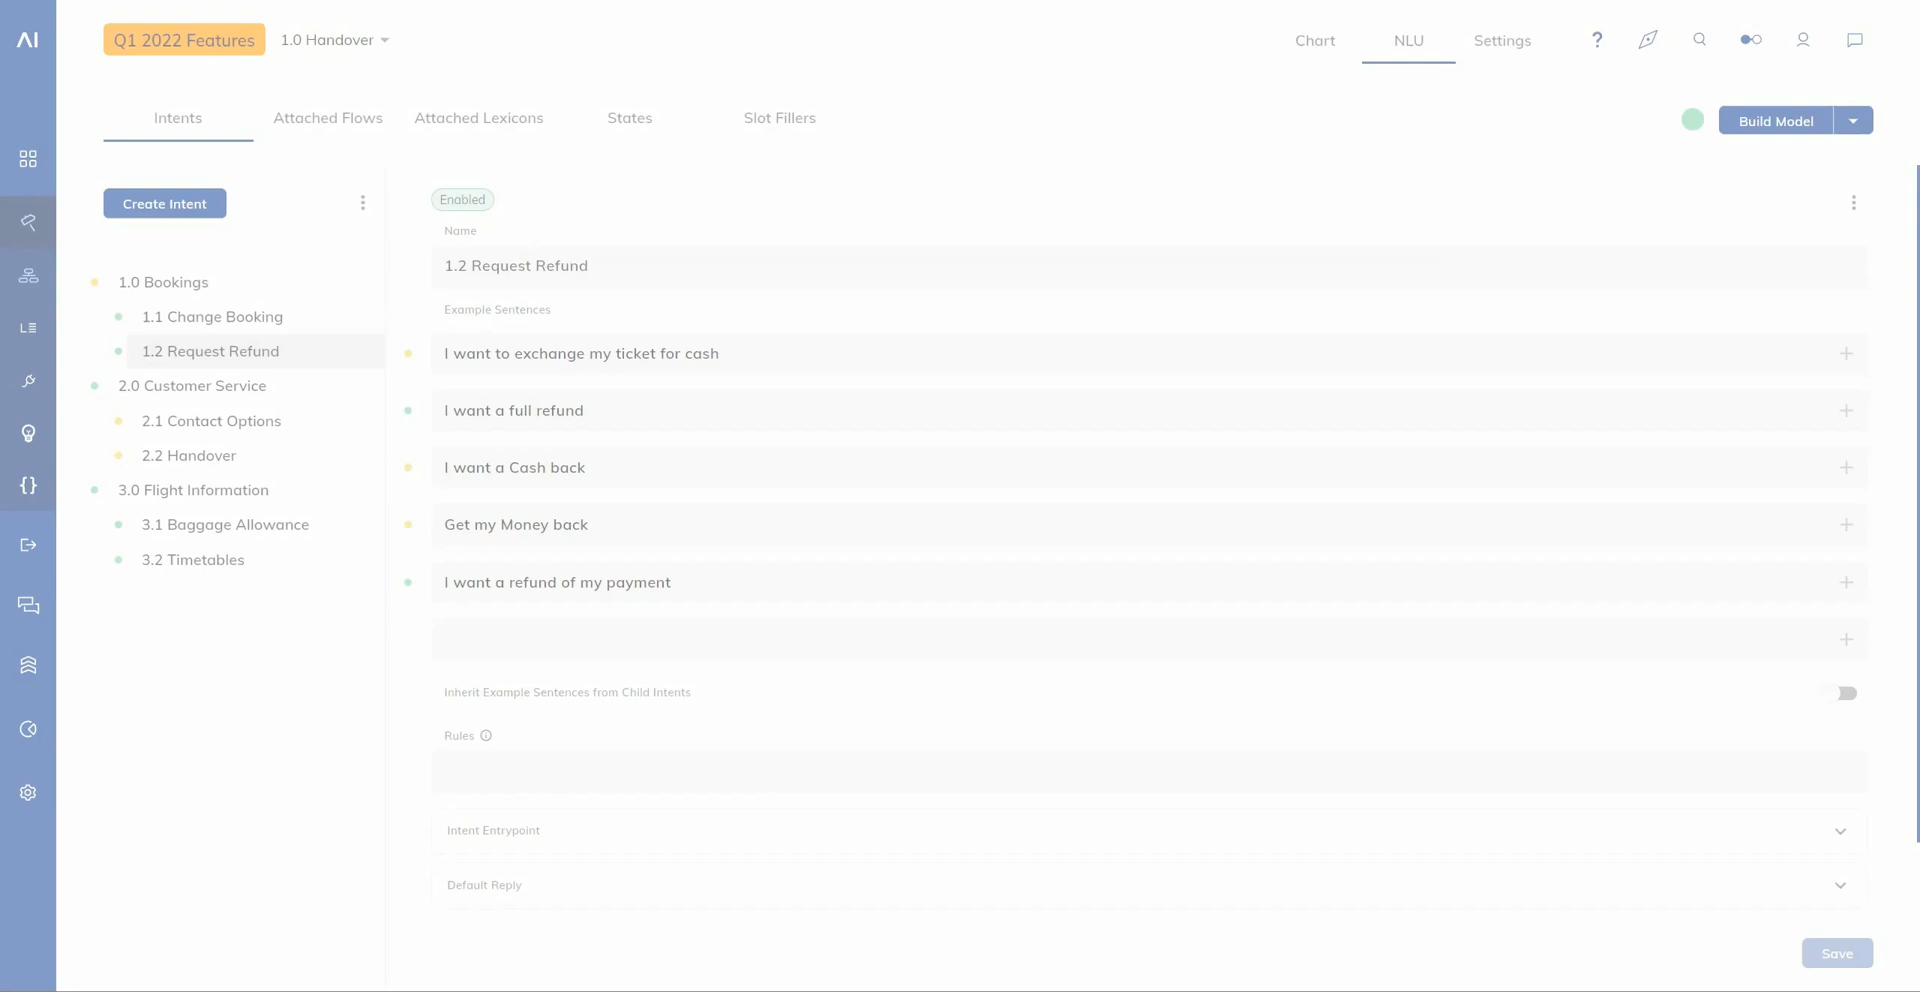 AI
Q1 2022 Features
1.0 Handover
Chart
NLU
Settings
?
Intents
Attached Flows
Attached Lexicons
States
Slot Fillers
Build Model
Create Intent
1.0 Bookings
1.1 Change Booking
1.2 Request Refund
2.0 Customer Service
2.1 Contact Options
2.2 Handover
3.0 Flight Information
3.1 Baggage Allowance
3.2 Timetables
Enabled
Name
1.2 Request Refund
Example Sentences
I want to exchange my ticket for cash
I want a full refund
I want a Cash back
Get my Money back
I want a refund of my payment
Inherit Example Sentences from Child Intents
Rules
Intent Entrypoint
Default Reply
Save